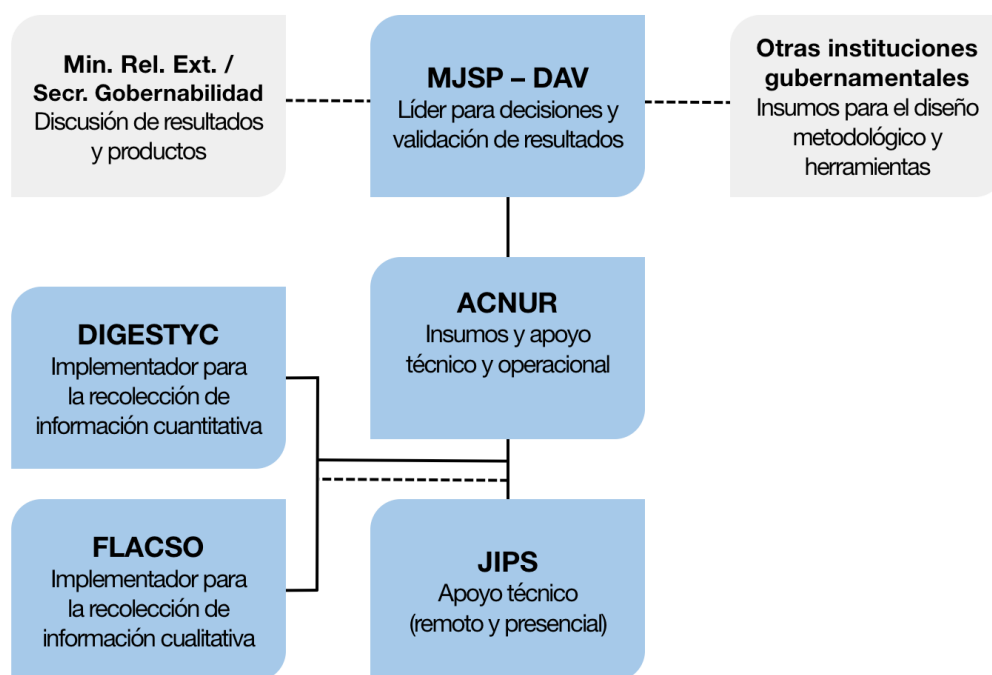 Min. Rel. Ext. /
Secr. Gobernabilidad
Discusión de resultados
y productos
MJSP – DAV
Líder para decisiones y
validación de resultados
Otras instituciones
gubernamentales
Insumos para el diseño
metodológico y
herramientas
ACNUR
Insumos y apoyo
técnico y operacional
DIGESTYC
Implementador para
la recolección de
información cuantitativa
FLACSO
Implementador para
la recolección de
información cualitativa
JIPS
Apoyo técnico
(remoto y presencial)